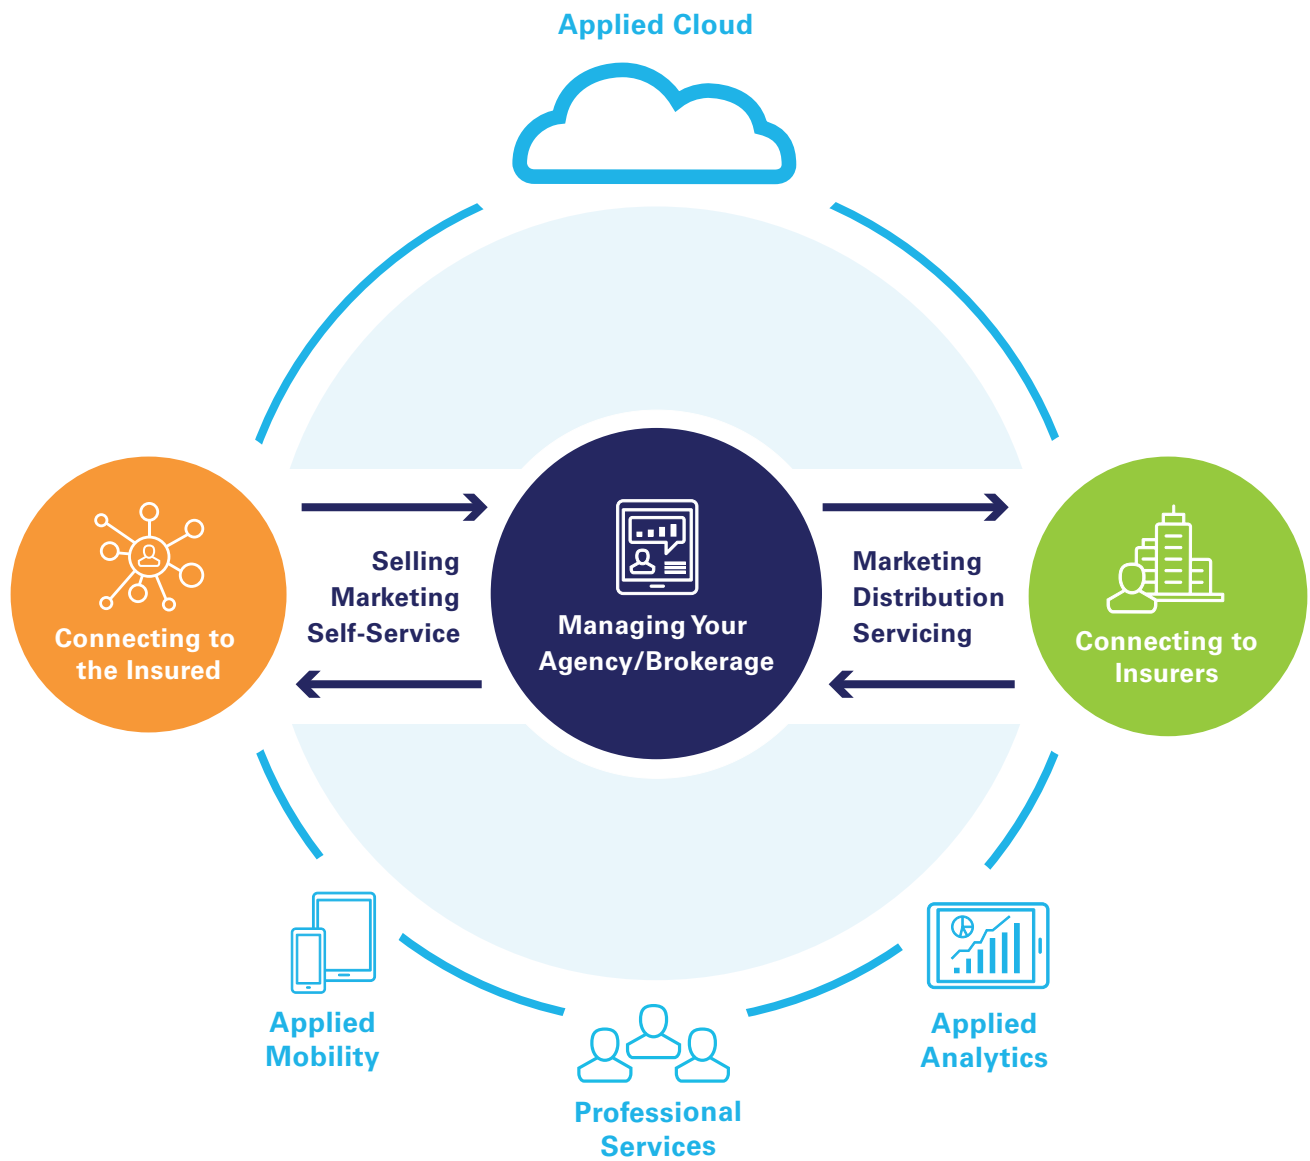 Applied Cloud
Connecting to
the Insured
Selling
Marketing
Self-Service
Managing Your
Agency/Brokerage
Marketing
Distribution
Servicing
Connecting to
Insurers
Applied
Mobility
Professional
Services
Applied
Analytics